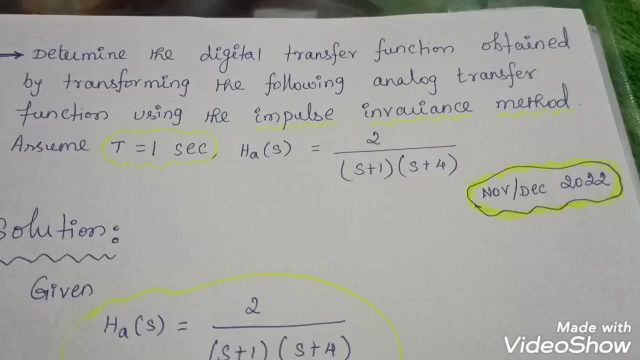 → Determine the digital transfer function obtained
by transforming the following analog transfer
function using the impulse invariance method.
Assume T = 1 sec, Ha(s) = 2 / (s+1)(s+4)
Nov/Dec 2022
Solution:
Given
Ha(s) = 2 / (s+1)(s+4)
Made with
VideoShow